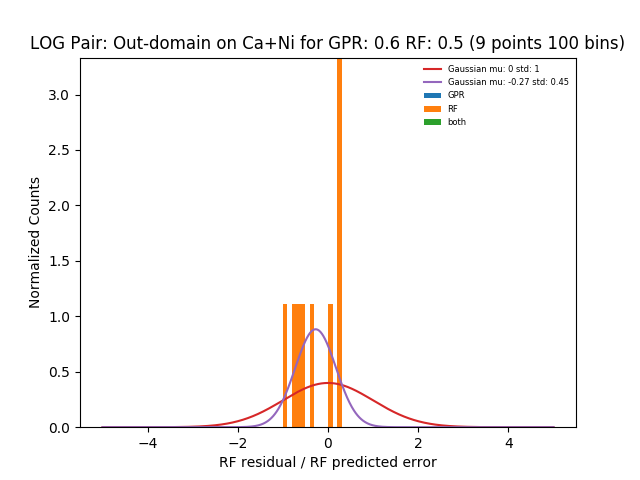 LOG Pair: Out-domain on Ca+Ni for GPR: 0.6 RF: 0.5 (9 points 100 bins)
Gaussian mu: 0 std: 1
Gaussian mu: -0.27 std: 0.45
GPR
RF
both
Normalized Counts
3.0
2.5
2.0
1.5
1.0
0.5
0.0
−4 −2 0 2 4
RF residual / RF predicted error